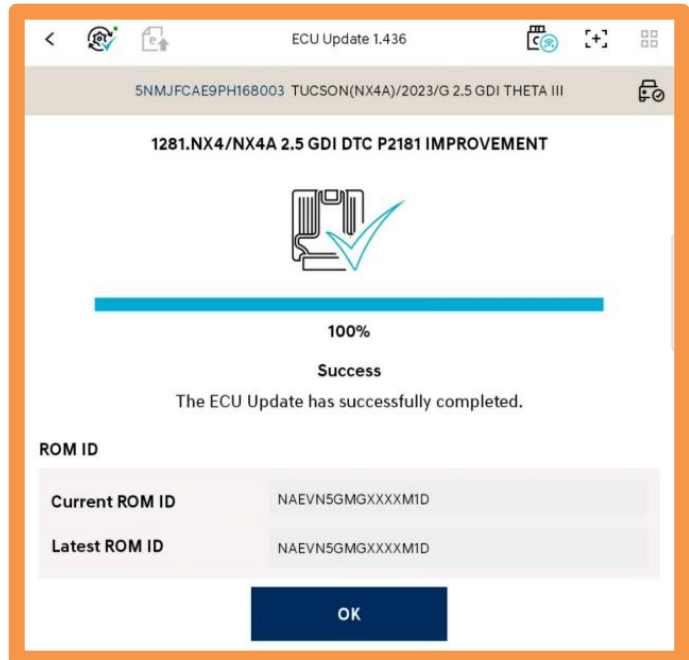 ECU Update 1.436
5NMJFCAE9PH168003 TUCSON(NX4A)/2023/G 2.5 GDI THETA III
1281.NX4/NX4A 2.5 GDI DTC P2181 IMPROVEMENT
100%
Success
The ECU Update has successfully completed.
ROM ID
Current ROM ID NAEVN5GMGXXXXM1D
Latest ROM ID NAEVN5GMGXXXXM1D
OK